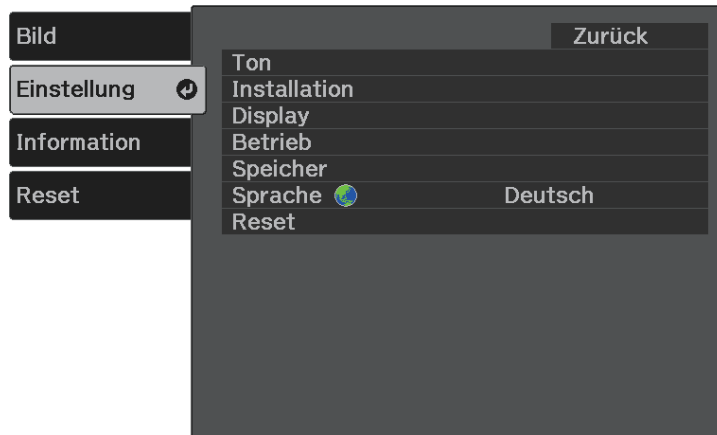 Bild
Einstellung
Information
Reset
Zurück
Ton
Installation
Display
Betrieb
Speicher
Sprache Deutsch
Reset